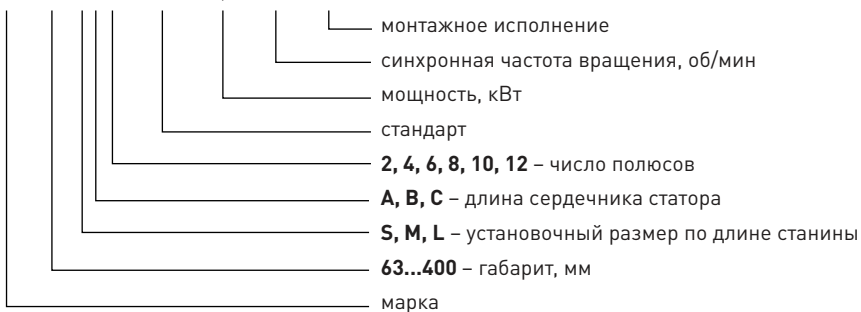 монтажное исполнение
синхронная частота вращения, об/мин
мощность, кВт
стандарт
2, 4, 6, 8, 10, 12 – число полюсов
A, B, C – длина сердечника статора
S, M, L – установочный размер по длине станины
63...400 – габарит, мм
марка